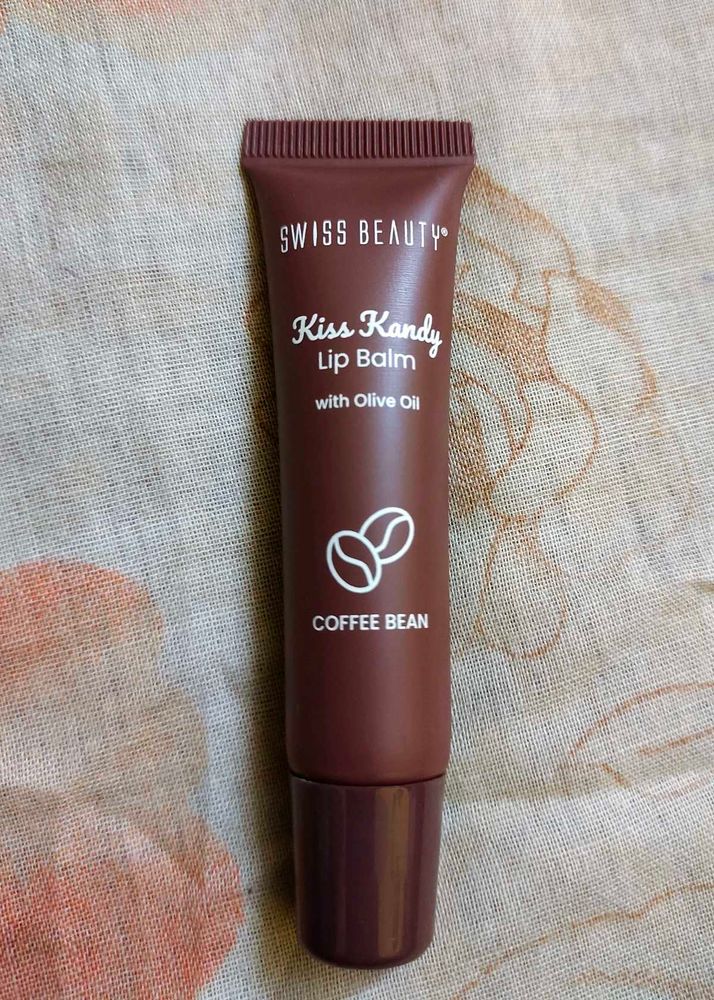 SWISS BEAUTY®
Kiss Kandy
Lip Balm
with Olive Oil
COFFEE BEAN